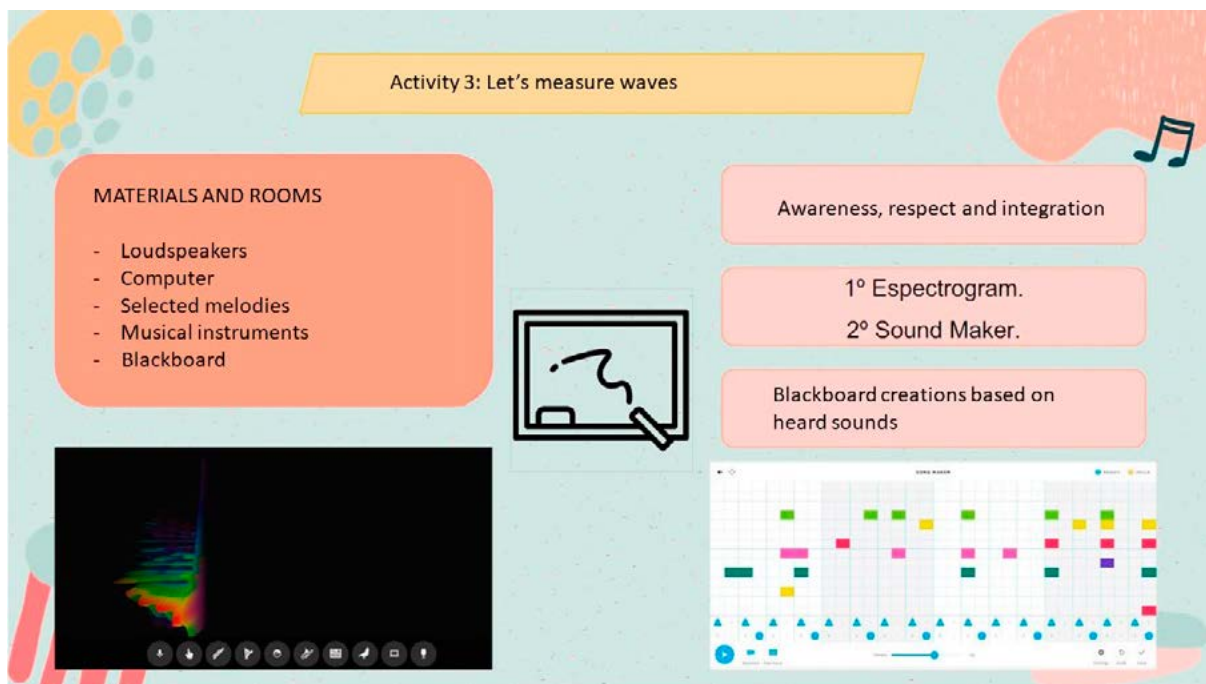 Activity 3: Let's measure waves
MATERIALS AND ROOMS
- Loudspeakers
- Computer
- Selected melodies
- Musical instruments
- Blackboard
Awareness, respect and integration
1º Espectrogram.
2º Sound Maker.
Blackboard creations based on
heard sounds
SONG MAKER